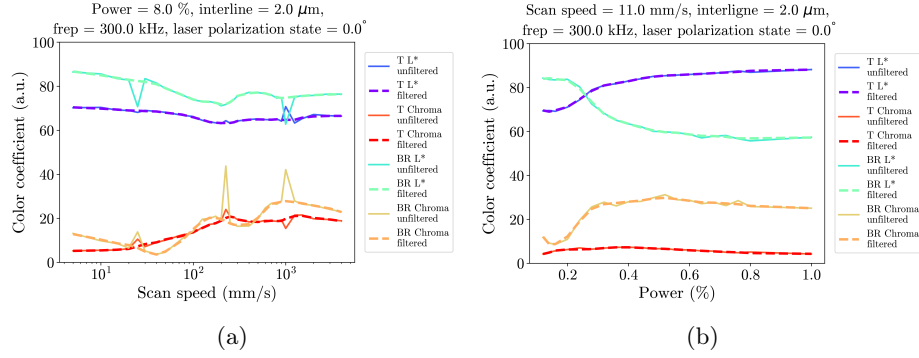 Power = 8.0 %, interline = 2.0 μm,
frep = 300.0 kHz, laser polarization state = 0.0°
Color coefficient (a.u.)
100
80
60
40
20
0
10¹
10²
10³
Scan speed (mm/s)
T L*
unfiltered
T L*
filtered
T Chroma
unfiltered
T Chroma
filtered
BR L*
unfiltered
BR L*
filtered
BR Chroma
unfiltered
BR Chroma
filtered
(a)
Scan speed = 11.0 mm/s, interligne = 2.0 μm,
frep = 300.0 kHz, laser polarization state = 0.0°
Color coefficient (a.u.)
100
80
60
40
20
0
0.2
0.4
0.6
0.8
1.0
Power (%)
T L*
unfiltered
T L*
filtered
T Chroma
unfiltered
T Chroma
filtered
BR L*
unfiltered
BR L*
filtered
BR Chroma
unfiltered
BR Chroma
filtered
(b)